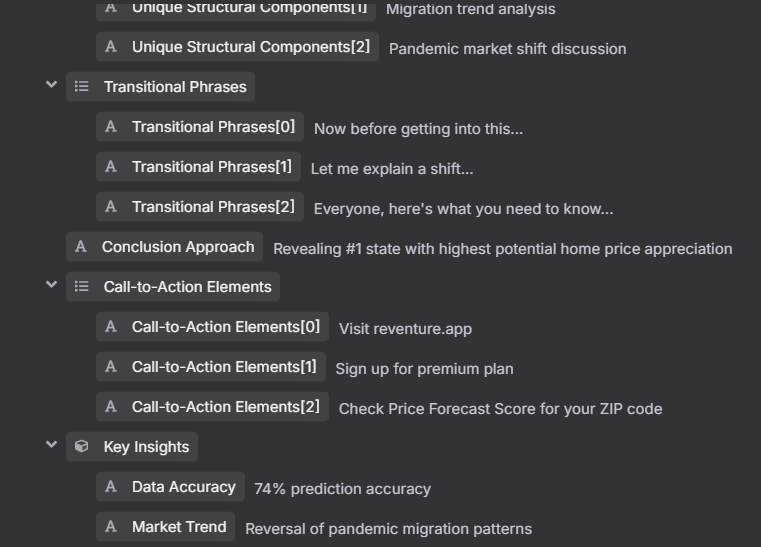 Unique Structural Components[1] Migration trend analysis
Unique Structural Components[2] Pandemic market shift discussion
Transitional Phrases
Transitional Phrases[0] Now before getting into this...
Transitional Phrases[1] Let me explain a shift...
Transitional Phrases[2] Everyone, here's what you need to know...
Conclusion Approach Revealing #1 state with highest potential home price appreciation
Call-to-Action Elements
Call-to-Action Elements[0] Visit reventure.app
Call-to-Action Elements[1] Sign up for premium plan
Call-to-Action Elements[2] Check Price Forecast Score for your ZIP code
Key Insights
Data Accuracy 74% prediction accuracy
Market Trend Reversal of pandemic migration patterns